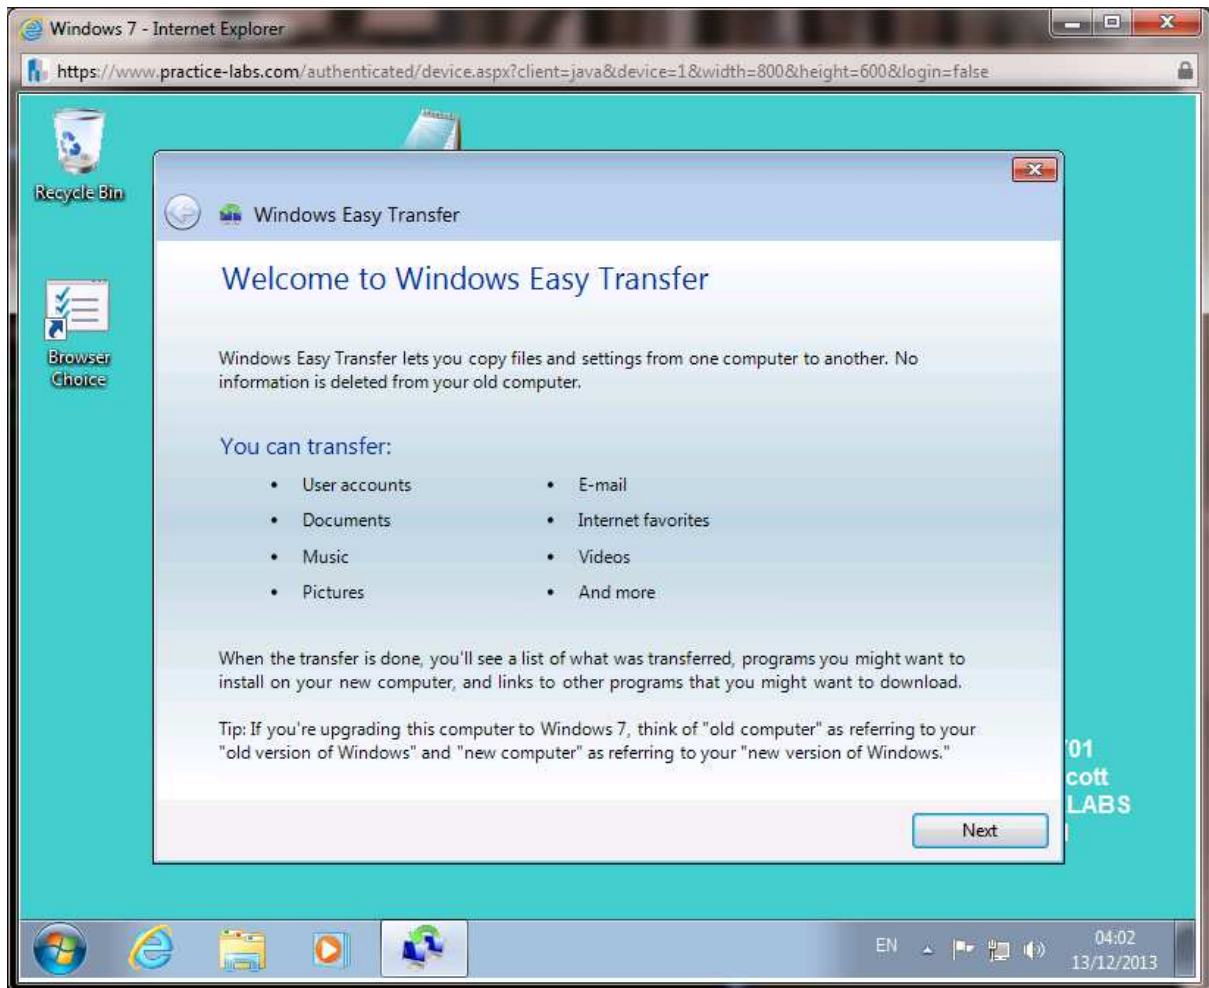 Windows 7 - Internet Explorer
https://www.practice-labs.com/authenticated/device.aspx?client=java&device=1&width=800&height=600&login=false
Recycle Bin
Browser
Choice
Windows Easy Transfer
Welcome to Windows Easy Transfer
Windows Easy Transfer lets you copy files and settings from one computer to another. No
information is deleted from your old computer.
You can transfer:
• User accounts
• E-mail
• Documents
• Internet favorites
• Music
• Videos
• Pictures
• And more
When the transfer is done, you'll see a list of what was transferred, programs you might want to
install on your new computer, and links to other programs that you might want to download.
Tip: If you're upgrading this computer to Windows 7, think of "old computer" as referring to your
"old version of Windows" and "new computer" as referring to your "new version of Windows."
01
cott
LABS
Next
EN
04:02
13/12/2013